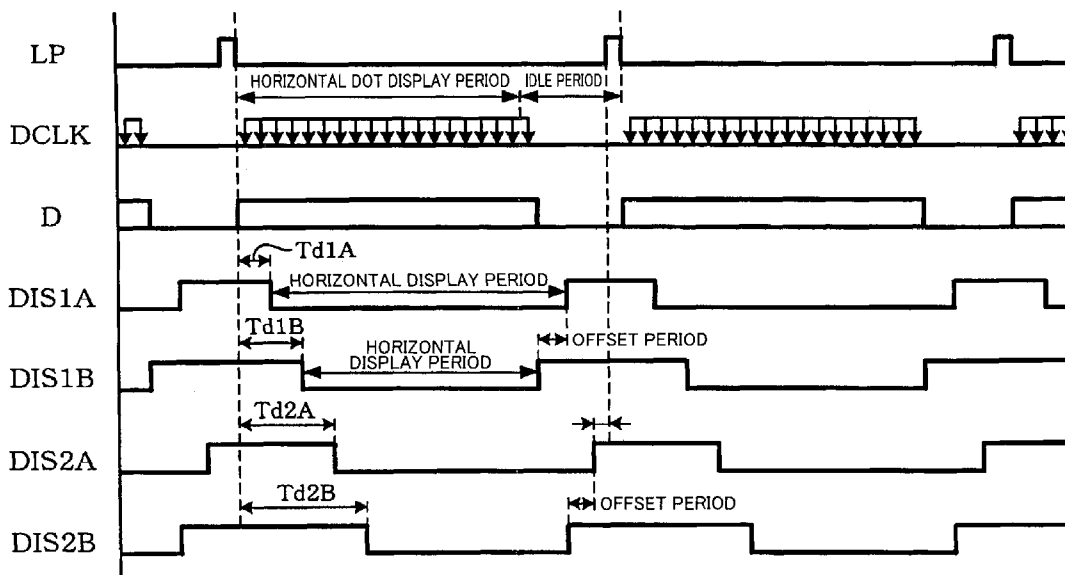 LP
HORIZONTAL DOT DISPLAY PERIOD
IDLE PERIOD
DCLK
D
Td1A
DIS1A
HORIZONTAL DISPLAY PERIOD
Td1B
OFFSET PERIOD
HORIZONTAL
DISPLAY PERIOD
DIS1B
Td2A
DIS2A
Td2B
OFFSET PERIOD
DIS2B